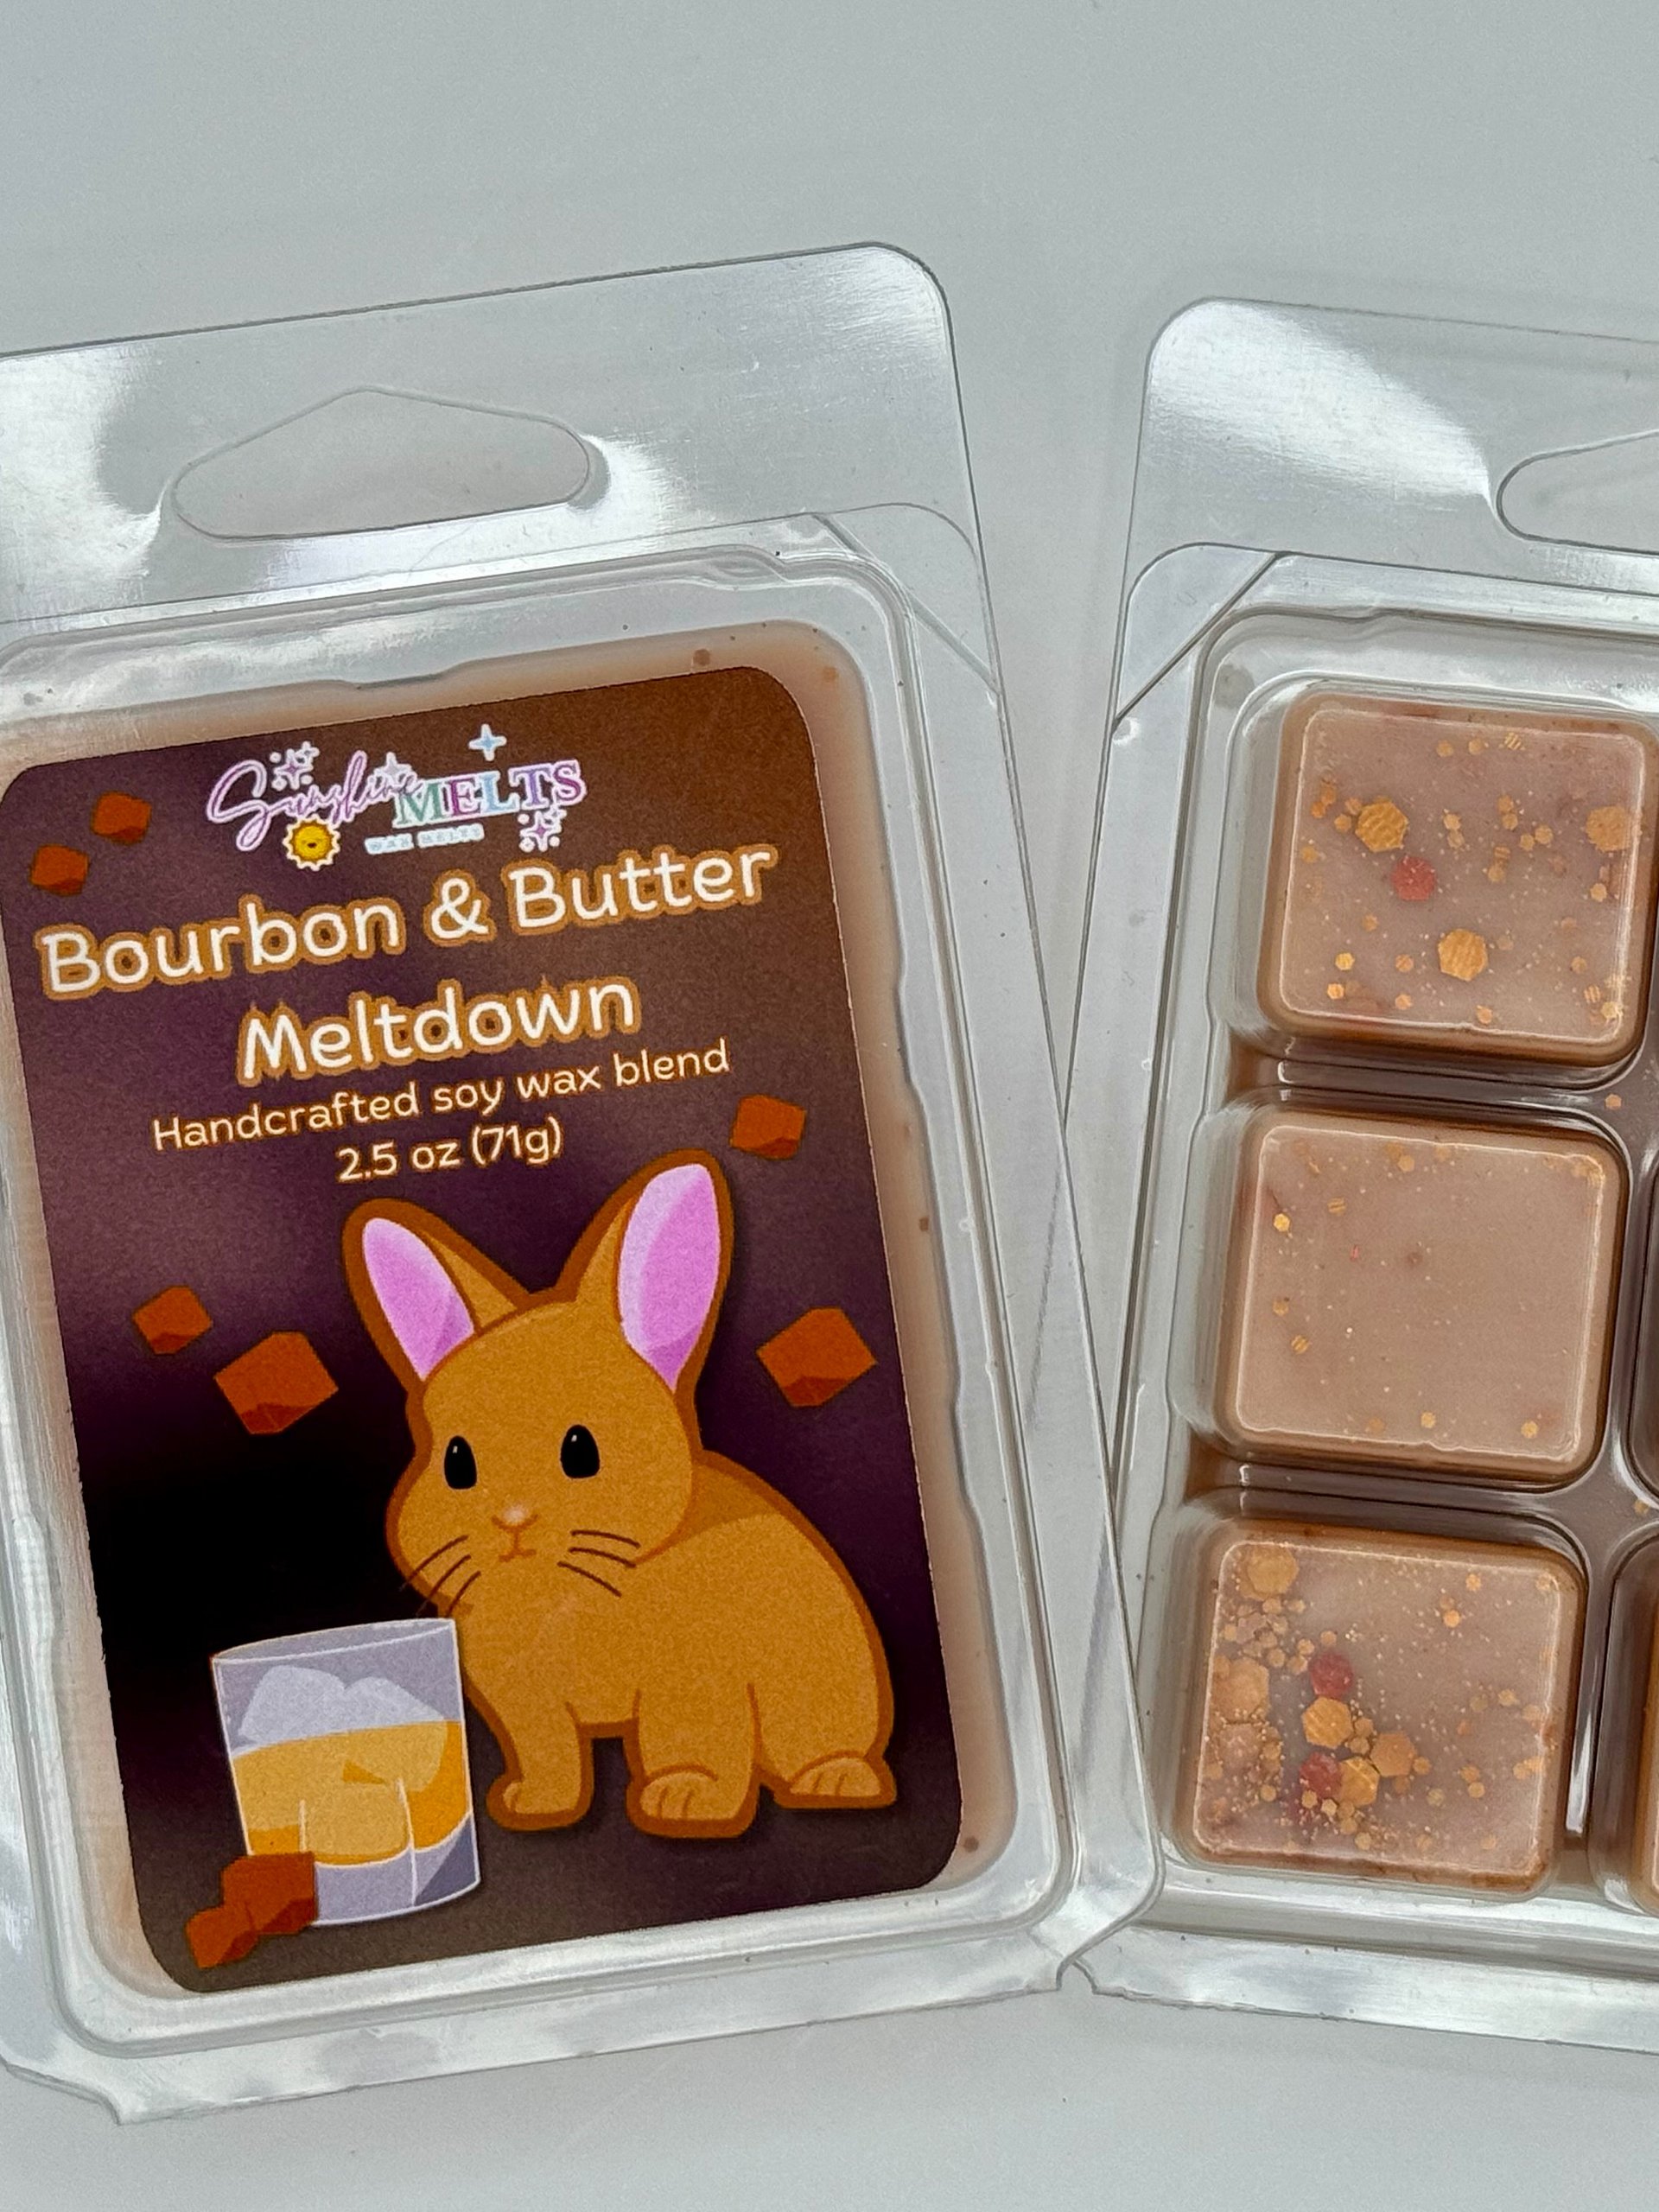 Sunshine MELTS
WAX MELTS
Bourbon & Butter
Meltdown
Handcrafted soy wax blend
2.5 oz (71g)